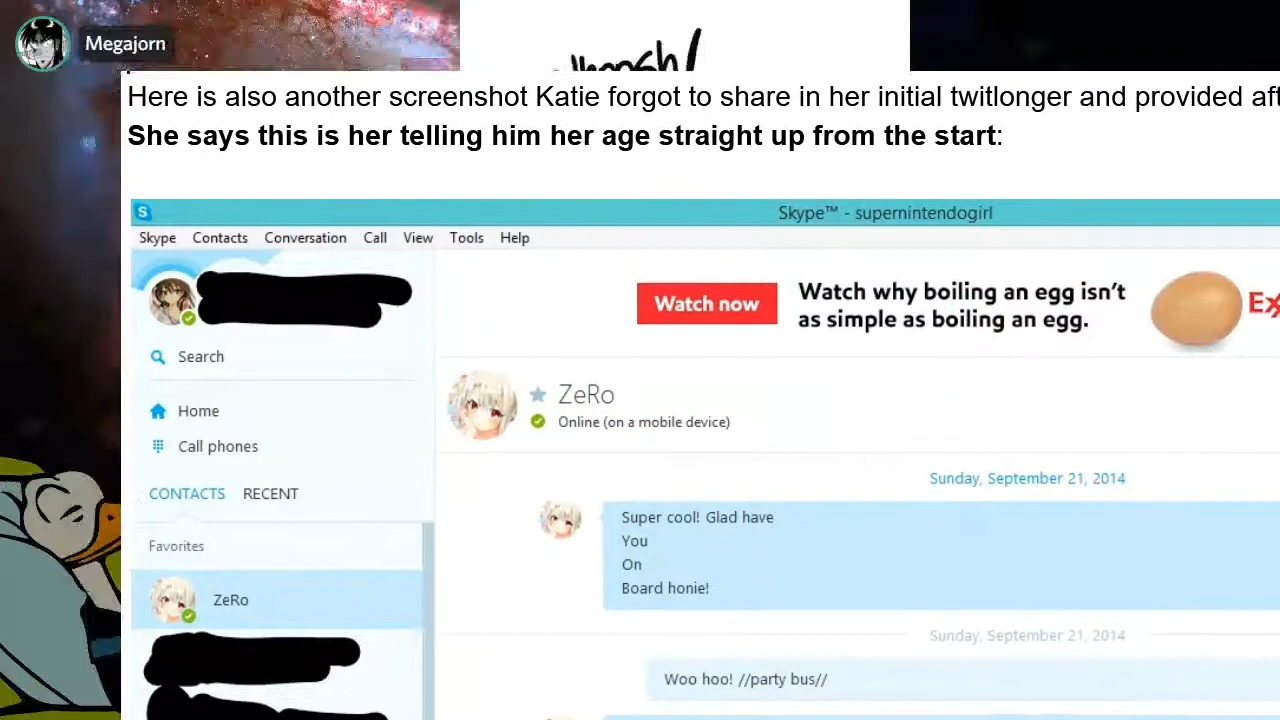 Megajorn
Here is also another screenshot Katie forgot to share in her initial twitlonger and provided aft
She says this is her telling him her age straight up from the start:
Skype™ - supernintendogirl
Skype Contacts Conversation Call View Tools Help
Watch now
Watch why boiling an egg isn't
as simple as boiling an egg.
Ex
Search
ZeRo
Online (on a mobile device)
Home
Call phones
CONTACTS RECENT
Sunday, September 21, 2014
Super cool! Glad have
You
On
Board honie!
Favorites
ZeRo
Sunday, September 21, 2014
Woo hoo! //party bus//